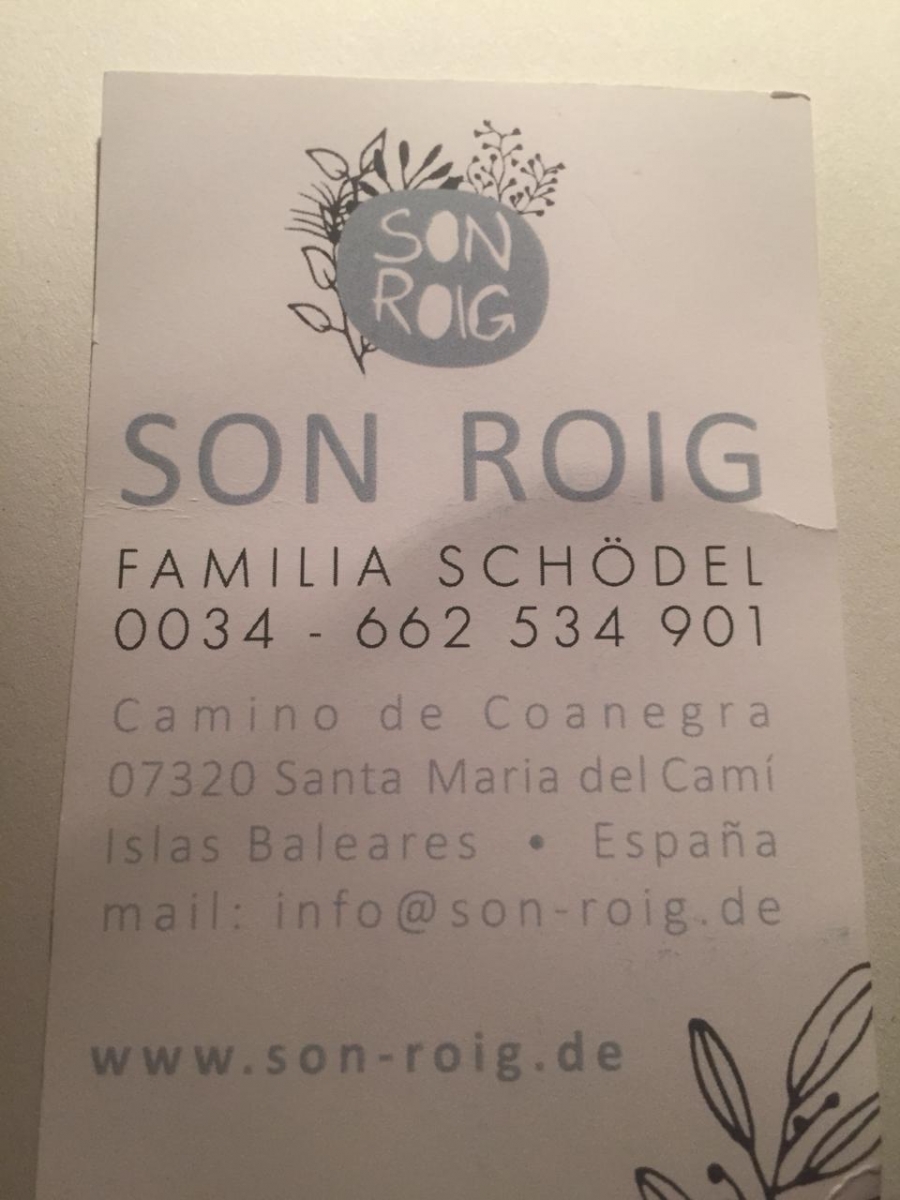 SON
ROIG
SON ROIG
FAMILIA SCHÖDEL
0034 - 662 534 901
Camino de Coanegra
07320 Santa Maria del Camí
Islas Baleares • España
mail: info@son-roig.de
www.son-roig.de